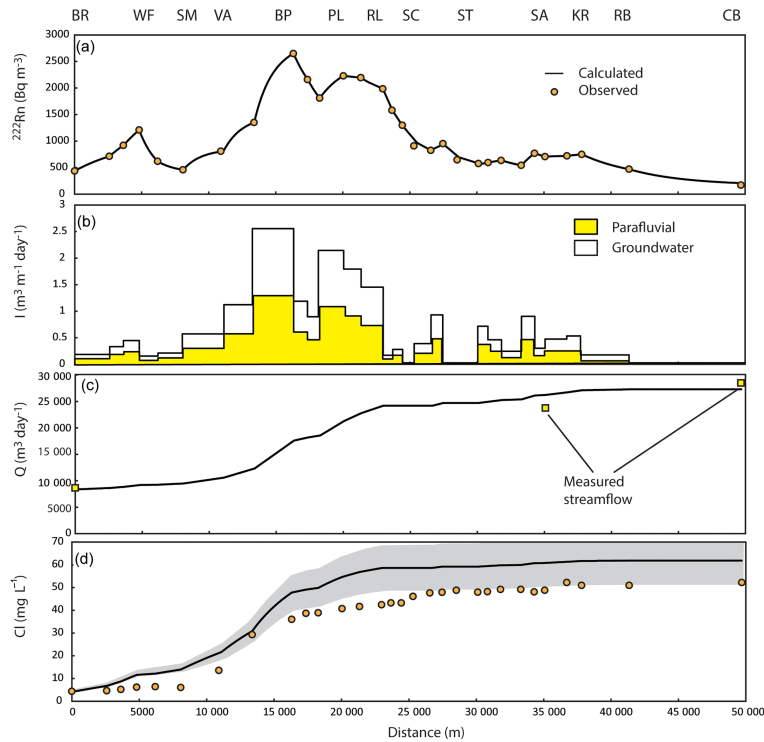 BR WF SM VA BP PL RL SC ST SA KR RB CB
(a)
3000
2500
2000
1500
1000
500
0
²²²Rn (Bq m⁻³)
Calculated
Observed
(b)
3
2.5
2
1.5
1
0.5
0
I (m³ m⁻¹ day⁻¹)
Parafluvial
Groundwater
(c)
30 000
25 000
20 000
15 000
10 000
5000
0
Q (m³ day⁻¹)
Measured
streamflow
(d)
70
60
50
40
30
20
10
0
Cl (mg L⁻¹)
0 5000 10 000 15 000 20 000 25 000 30 000 35 000 40 000 45 000 50 000
Distance (m)